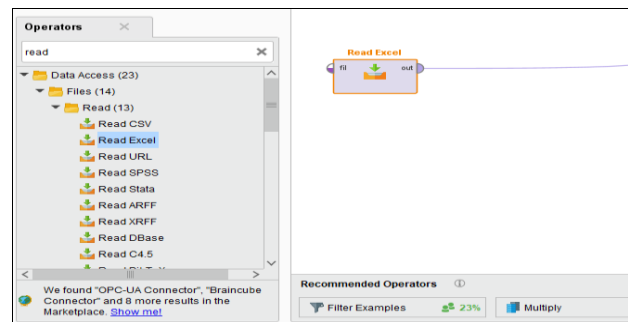 Operators
read
Data Access (23)
Files (14)
Read (13)
Read CSV
Read Excel
Read URL
Read SPSS
Read Stata
Read ARFF
Read XRFF
Read DBase
Read C4.5
We found "OPC-UA Connector", "Braincube
Connector" and 8 more results in the
Marketplace. Show me!
Read Excel
fil out
Recommended Operators
Filter Examples 23% Multiply